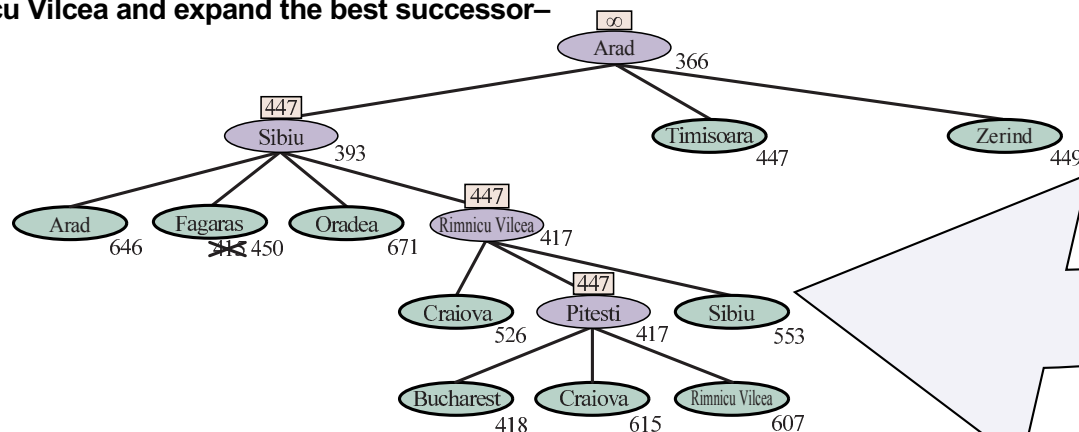 cu Vilcea and expand the best successor–
∞
Arad
366
447
Sibiu
393
Timisoara
447
Zerind
449
Arad
646
Fagaras
415 450
Oradea
671
447
Rimnicu Vilcea
417
Craiova
526
447
Pitesti
417
Sibiu
553
Bucharest
418
Craiova
615
Rimnicu Vilcea
607